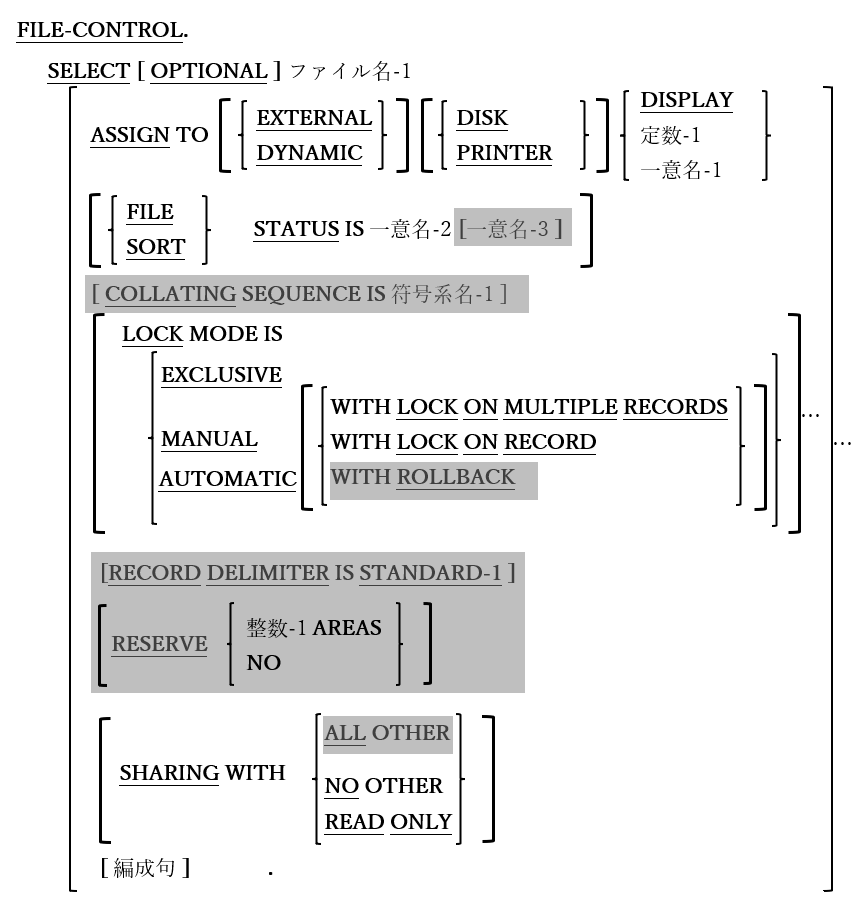 FILE-CONTROL.
SELECT [ OPTIONAL ] ファイル名-1
ASSIGN TO [ { EXTERNAL DYNAMIC } ] [ { DISK PRINTER } ] { DISPLAY 定数-1 一意名-1 }
[ { FILE SORT } STATUS IS 一意名-2 [一意名-3 ] ]
[ COLLATING SEQUENCE IS 符号系名-1 ]
LOCK MODE IS
EXCLUSIVE
WITH LOCK ON MULTIPLE RECORDS
MANUAL WITH LOCK ON RECORD
AUTOMATIC WITH ROLLBACK
...
...
[RECORD DELIMITER IS STANDARD-1 ]
RESERVE { 整数-1 AREAS NO }
SHARING WITH { ALL OTHER NO OTHER READ ONLY }
[ 編成句 ] .